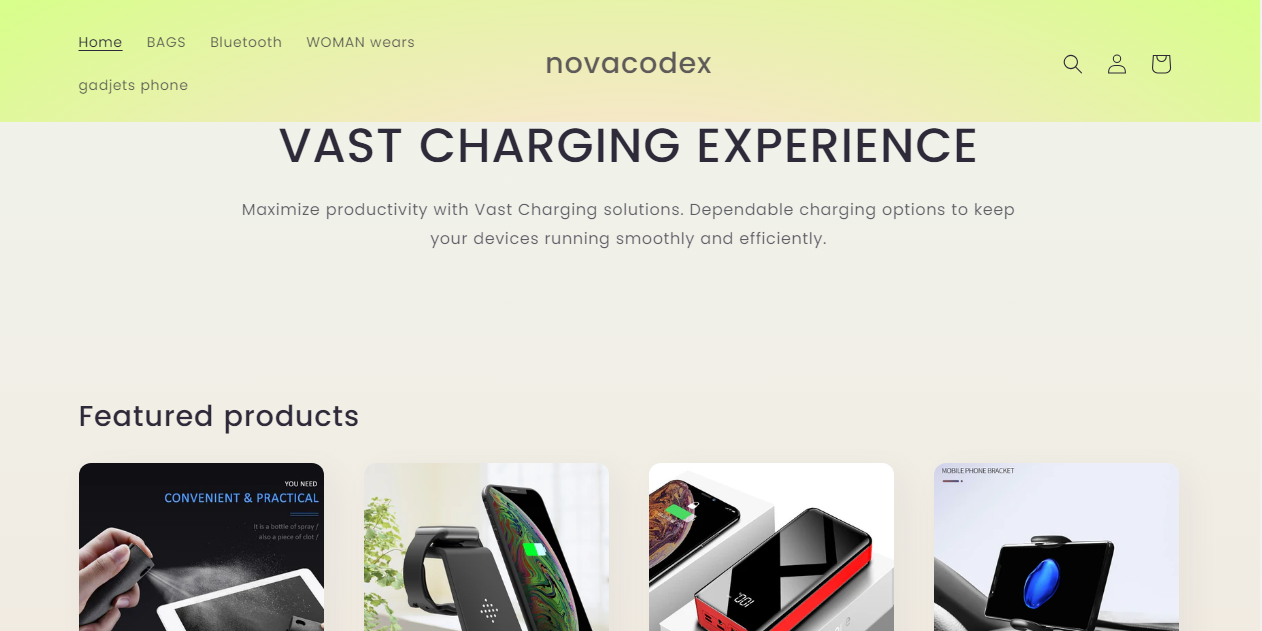 Home BAGS Bluetooth WOMAN wears
gadjets phone
novacodex
VAST CHARGING EXPERIENCE
Maximize productivity with Vast Charging solutions. Dependable charging options to keep
your devices running smoothly and efficiently.
Featured products
YOU NEED
CONVENIENT & PRACTICAL
It is a bottle of spray /
also a piece of clot /
100
MOBILE PHONE BRACKET